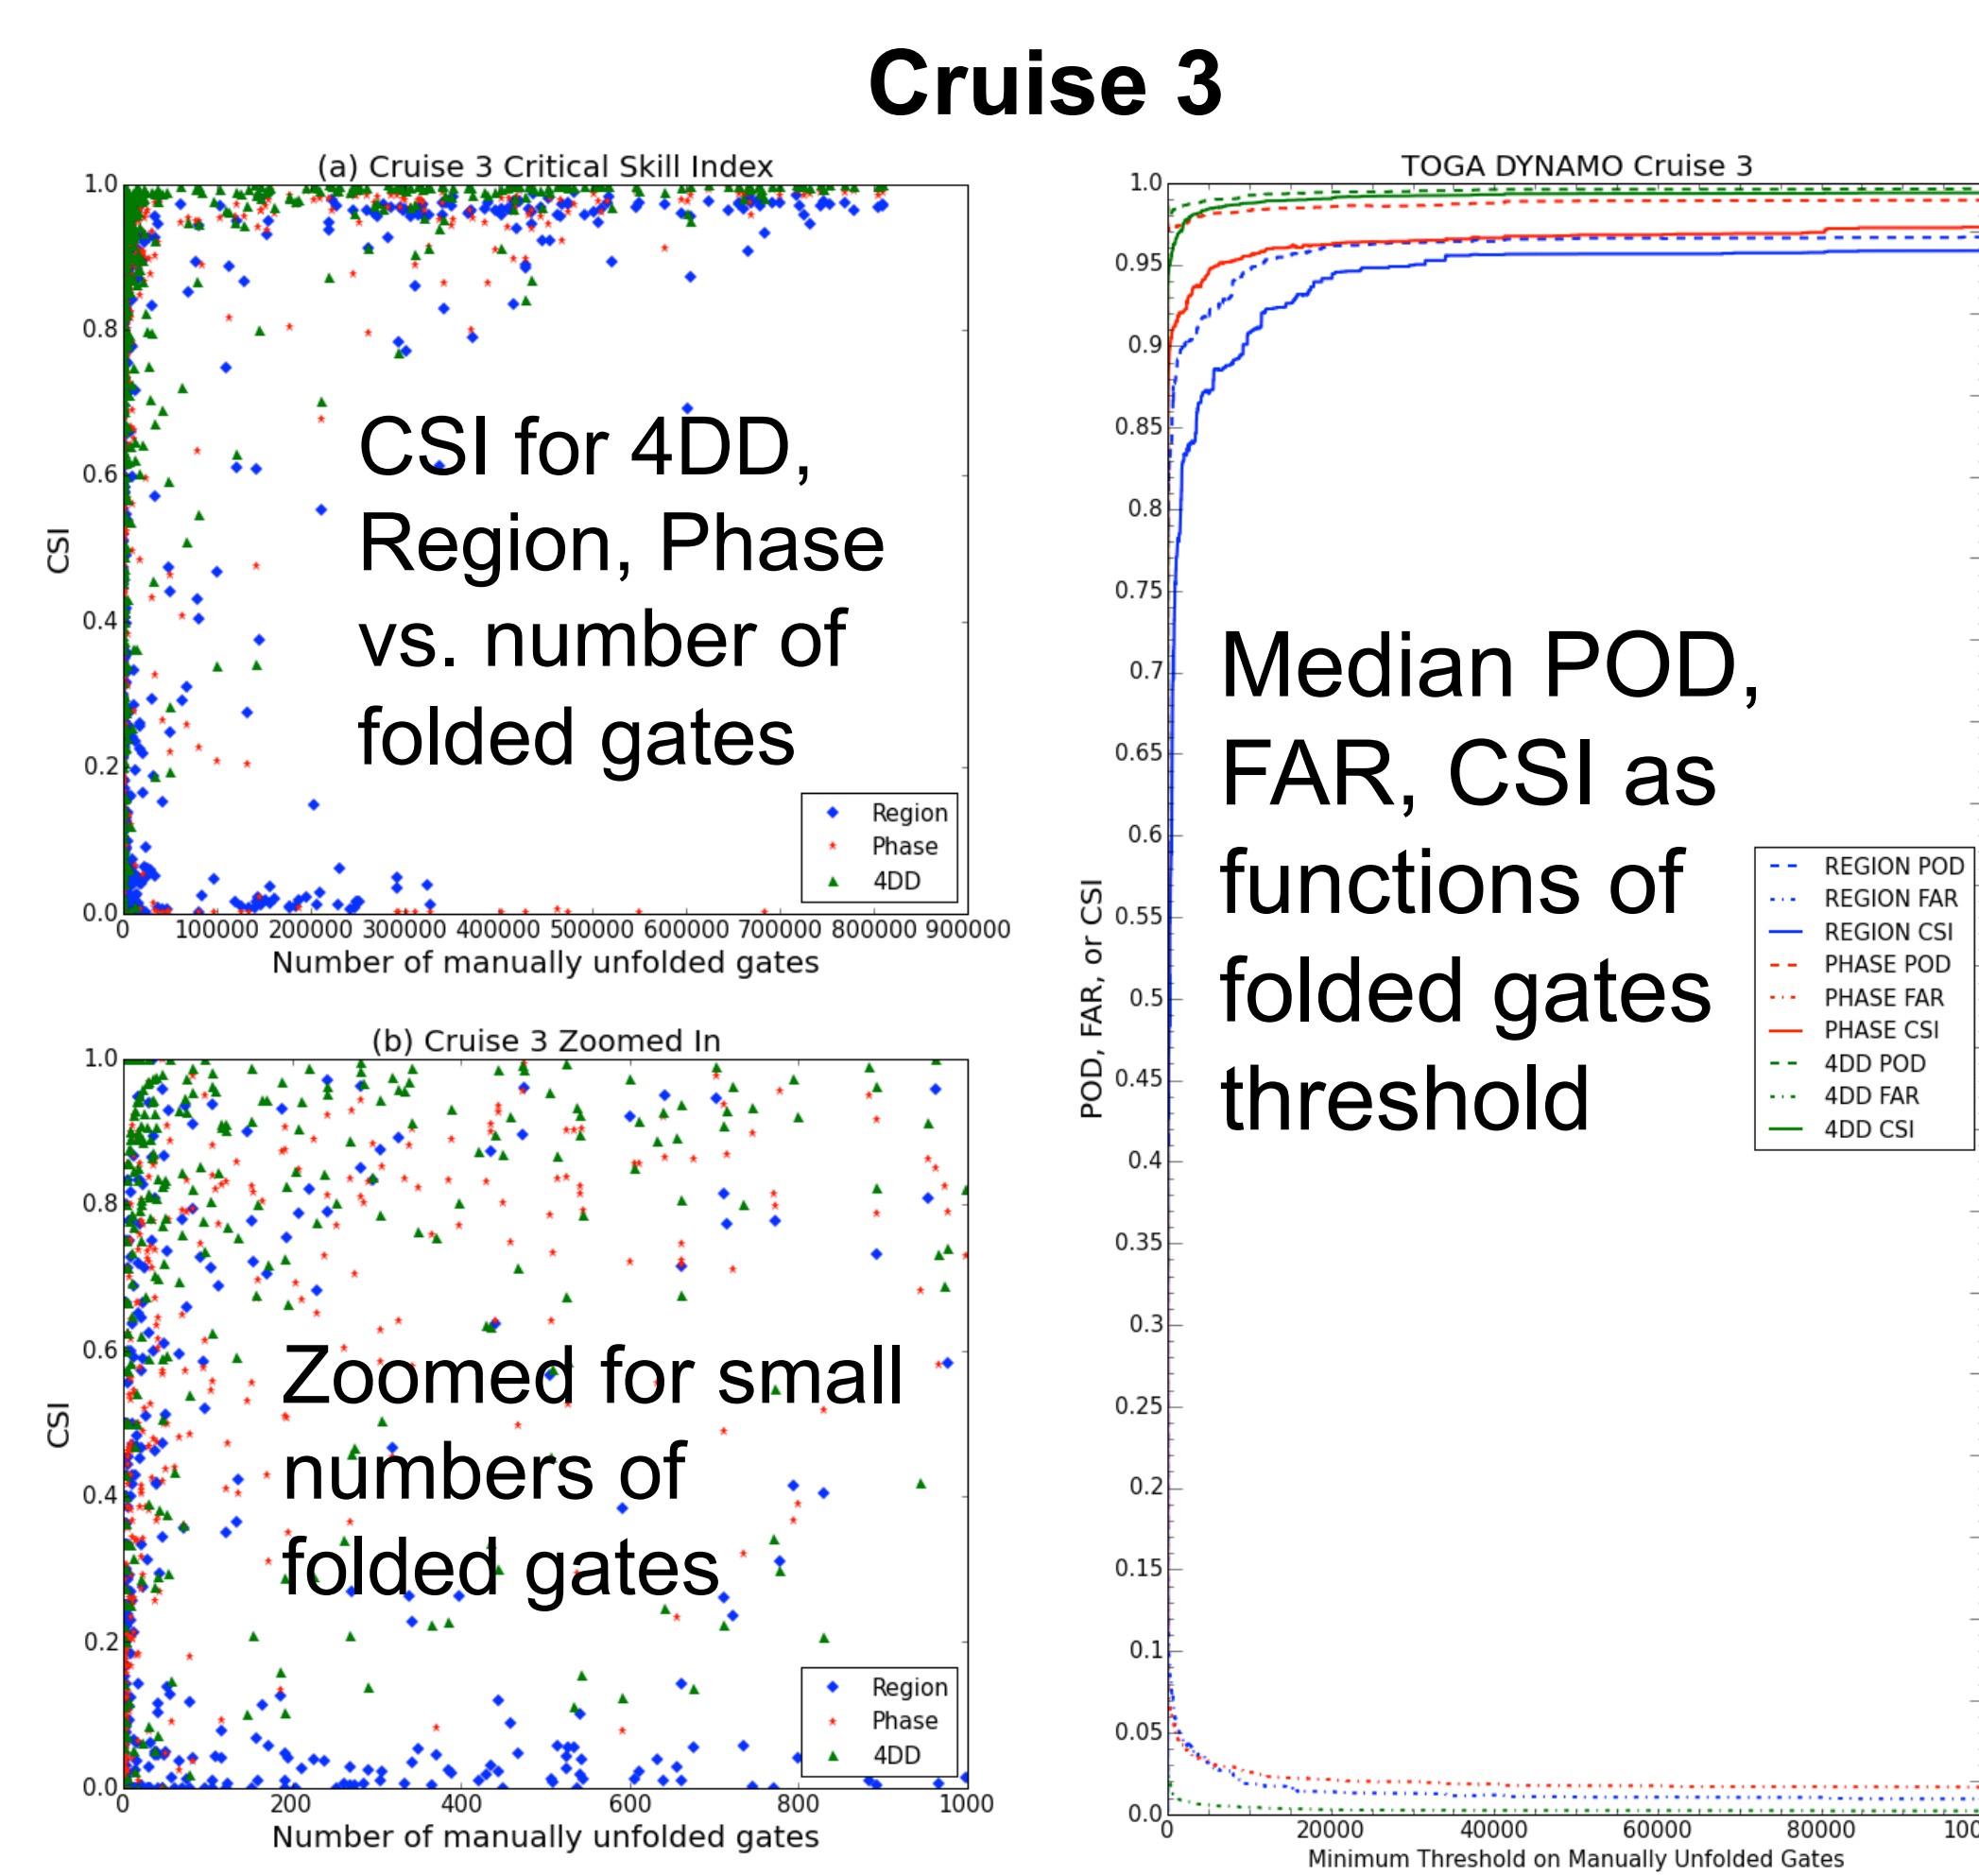 Cruise 3
(a) Cruise 3 Critical Skill Index
1.0
0.8
0.6
0.4
0.2
0.0
CSI
CSI for 4DD,
Region, Phase
vs. number of
folded gates
Region
Phase
4DD
0 100000 200000 300000 400000 500000 600000 700000 800000 900000
Number of manually unfolded gates
(b) Cruise 3 Zoomed In
1.0
0.8
0.6
0.4
0.2
0.0
CSI
Zoomed for small
numbers of
folded gates
Region
Phase
4DD
0 200 400 600 800 1000
Number of manually unfolded gates
TOGA DYNAMO Cruise 3
1.0
0.95
0.9
0.85
0.8
0.75
0.7
0.65
0.6
0.55
0.5
0.45
0.4
0.35
0.3
0.25
0.2
0.15
0.1
0.05
0.0
POD, FAR, or CSI
Median POD,
FAR, CSI as
functions of
folded gates
threshold
REGION POD
REGION FAR
REGION CSI
PHASE POD
PHASE FAR
PHASE CSI
4DD POD
4DD FAR
4DD CSI
0 20000 40000 60000 80000
Minimum Threshold on Manually Unfolded Gates